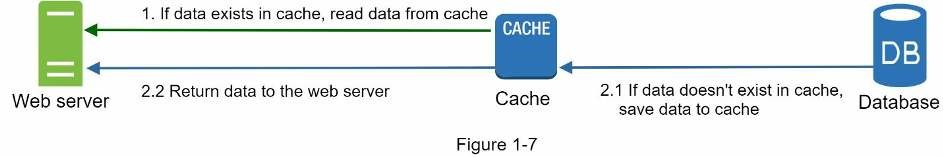 1. If data exists in cache, read data from cache
CACHE
DB
2.2 Return data to the web server
2.1 If data doesn't exist in cache,
save data to cache
Web server
Cache
Database
Figure 1-7